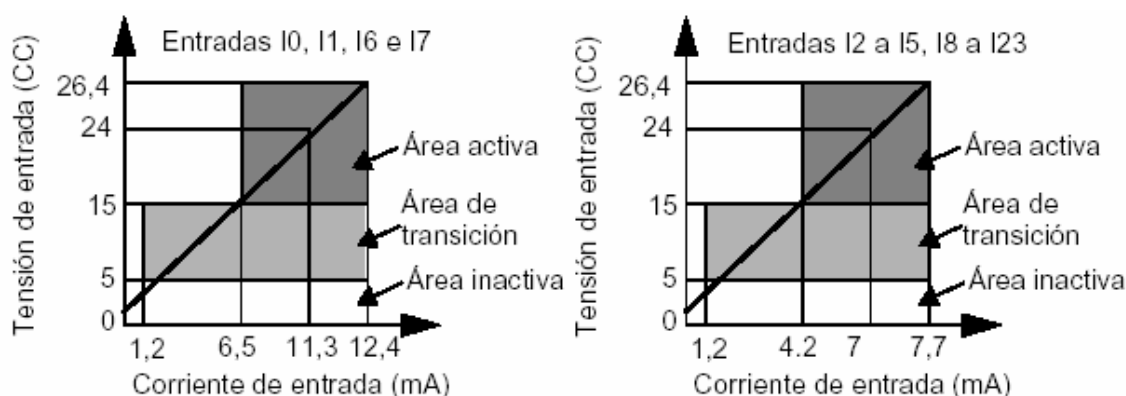 Tensión de entrada (CC)
Entradas I0, I1, I6 e I7
26,4
24
15
5
0
Área activa
Área de
transición
Área inactiva
1,2
6,5
11,3
12,4
Corriente de entrada (mA)
Tensión de entrada (CC)
Entradas I2 a I5, I8 a I23
26,4
24
15
5
0
Área activa
Área de
transición
Área inactiva
1,2
4.2
7
7,7
Corriente de entrada (mA)